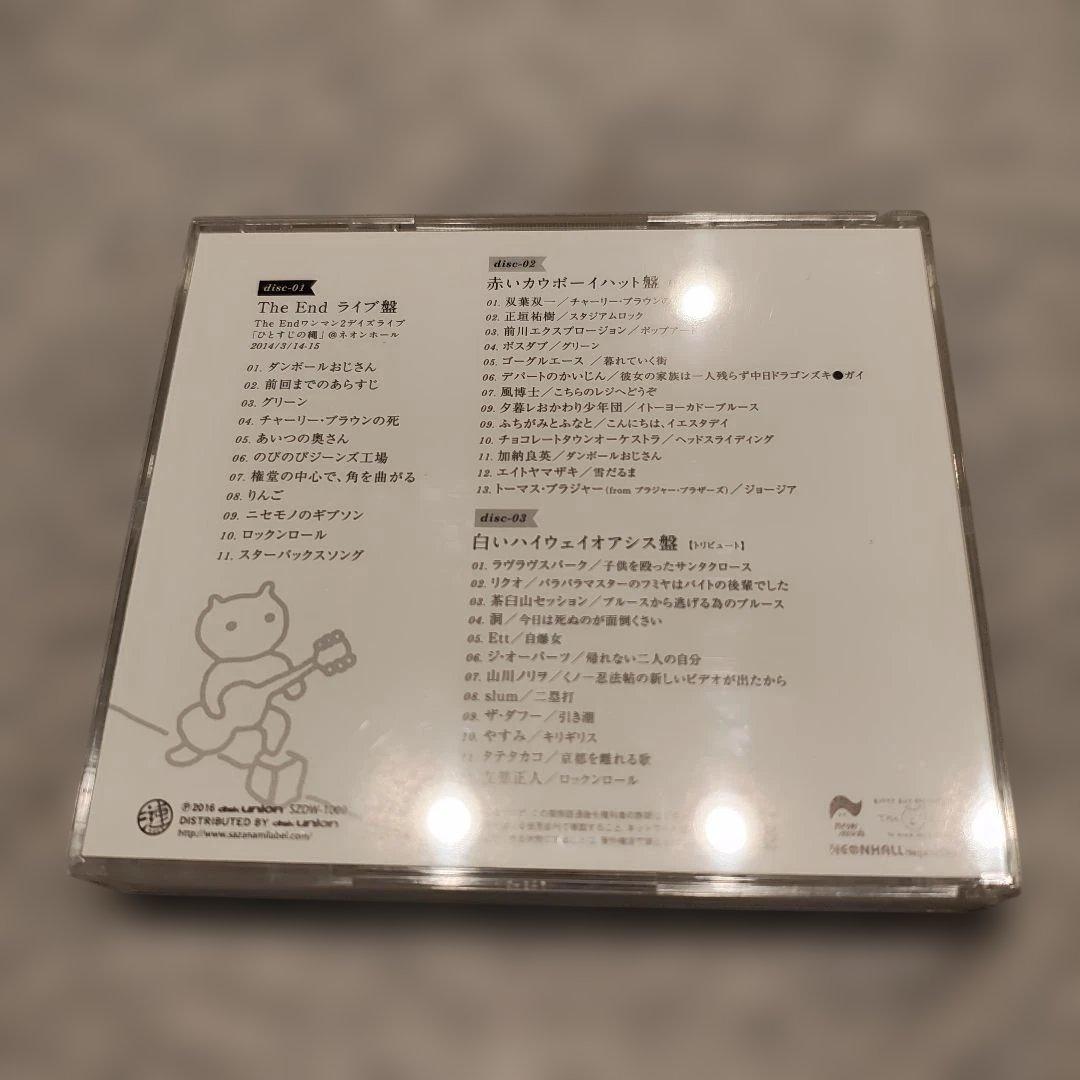 disc-01
The End ライブ盤
The Endワンマン2デイズライブ
「ひとすじの縄」@ネオンホール
2014/3/14-15
01. ダンボールおじさん
02. 前回までのあらすじ
03. グリーン
04. チャーリー・ブラウンの死
05. あいつの奥さん
06. のびのびジーンズ工場
07. 権堂の中心で、角を曲がる
08. りんご
09. ニセモノのギブソン
10. ロックンロール
11. スターバックスソング
disc-02
赤いカウボーイハット盤
01. 双葉双一／チャーリー・ブラウンの
02. 正垣祐樹／スタジアムロック
03. 前川エクスプロージョン／ポップアート
04. ボスダブ／グリーン
05. ゴーグルエース ／暮れていく街
06. デパートのかいじん／彼女の家族は一人残らず中日ドラゴンズキ●ガイ
07. 風博士／こちらのレジへどうぞ
09. 夕暮レおかわり少年団／イトーヨーカドーブルース
09. ふちがみとふなと／こんにちは、イエスタデイ
10. チョコレートタウンオーケストラ／ヘッドスライディング
11. 加納良英／ダンボールおじさん
12. エイトヤマザキ／雪だるま
13. トーマス・ブラジャー(from ブラジャー・ブラザーズ)／ジョージア
disc-03
白いハイウェイオアシス盤 【トリビュート】
01. ラヴラヴスパーク／子供を殴ったサンタクロース
02. リクオ／パラパラマスターのフミヤはバイトの後輩でした
03. 茶臼山セッション／ブルースから逃げる為のブルース
04. 洞／今日は死ぬのが面倒くさい
05. Ett／自爆女
06. ジ・オーパーツ／帰れない二人の自分
07. 山川ノリヲ／くノ一忍法帖の新しいビデオが出たから
08. slum／二塁打
09. ザ・ダフー／引き潮
10. やすみ／キリギリス
11 タテタカコ／京都を離れる歌
正人／ロックンロール
℗2016 disk union SZDW-1009
DISTRIBUTED BY disk union
http://www.sazanamilabel.com/
NEONHALL